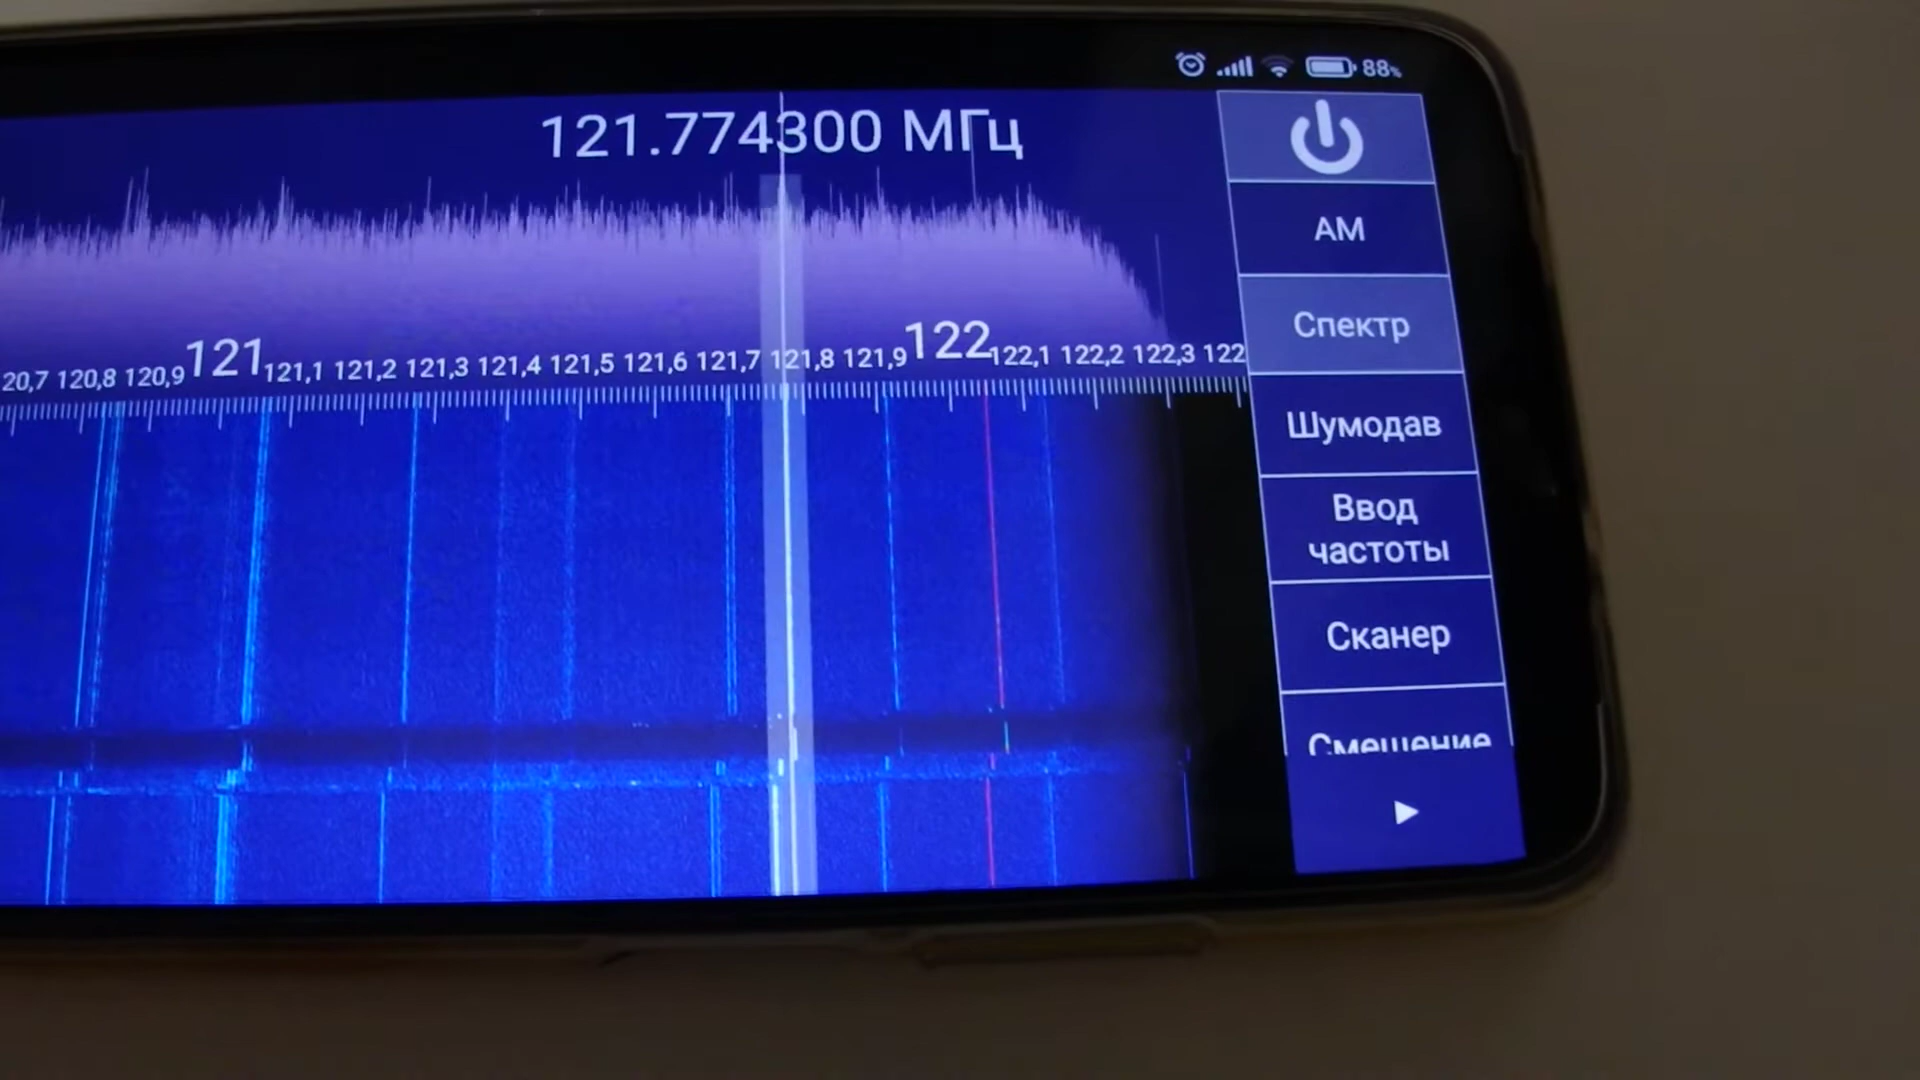 88%
121.774300 МГц
20,7 120,8 120,9 121 121,1 121,2 121,3 121,4 121,5 121,6 121,7 121,8 121,9 122 122,1 122,2 122,3 122
АМ
Спектр
Шумодав
Ввод
частоты
Сканер
Смещение